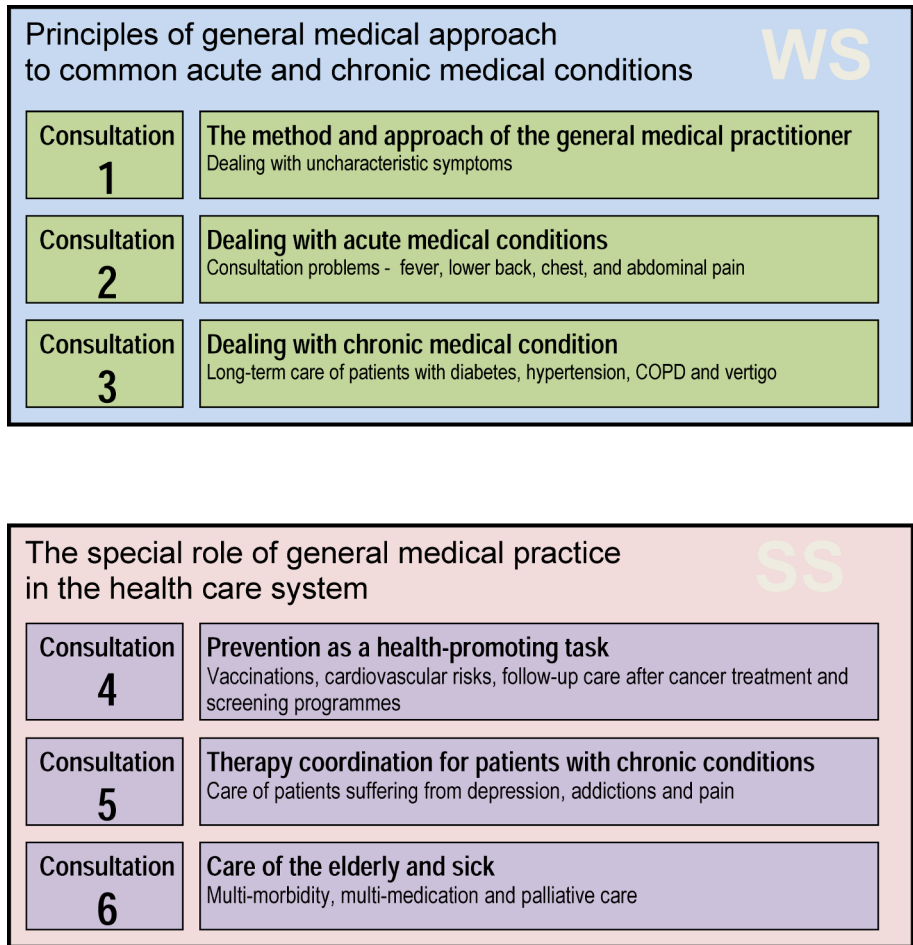 Principles of general medical approach
to common acute and chronic medical conditions
WS
Consultation
1
The method and approach of the general medical practitioner
Dealing with uncharacteristic symptoms
Consultation
2
Dealing with acute medical conditions
Consultation problems - fever, lower back, chest, and abdominal pain
Consultation
3
Dealing with chronic medical condition
Long-term care of patients with diabetes, hypertension, COPD and vertigo
The special role of general medical practice
in the health care system
SS
Consultation
4
Prevention as a health-promoting task
Vaccinations, cardiovascular risks, follow-up care after cancer treatment and
screening programmes
Consultation
5
Therapy coordination for patients with chronic conditions
Care of patients suffering from depression, addictions and pain
Consultation
6
Care of the elderly and sick
Multi-morbidity, multi-medication and palliative care